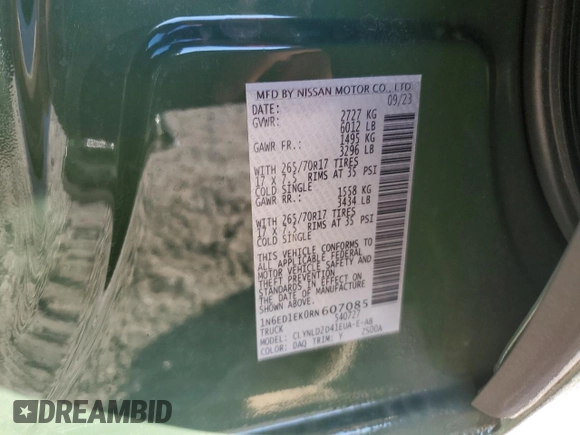 MFD BY NISSAN MOTOR CO., LTD
DATE: 09/23
GVWR: 2727 KG
6012 LB
GAWR FR.: 1495 KG
3296 LB
WITH 265/70R17 TIRES
17 X 7.5 RIMS AT 35 PSI
COLD SINGLE
GAWR RR.: 1558 KG
3434 LB
WITH 265/70R17 TIRES
17 X 7.5 RIMS AT 35 PSI
COLD SINGLE
THIS VEHICLE CONFORMS TO
ALL APPLICABLE FEDERAL
MOTOR VEHICLE SAFETY AND
THEFT PREVENTION
STANDARDS IN EFFECT ON
THE DATE OF MANUFACTURE
SHOWN ABOVE.
1N6ED1EK0RN607085
TRUCK S40727
MODEL: CLYNLD2D41EUA-E-AB
COLOR: DAQ TRIM: Y 2500A
DREAMBID